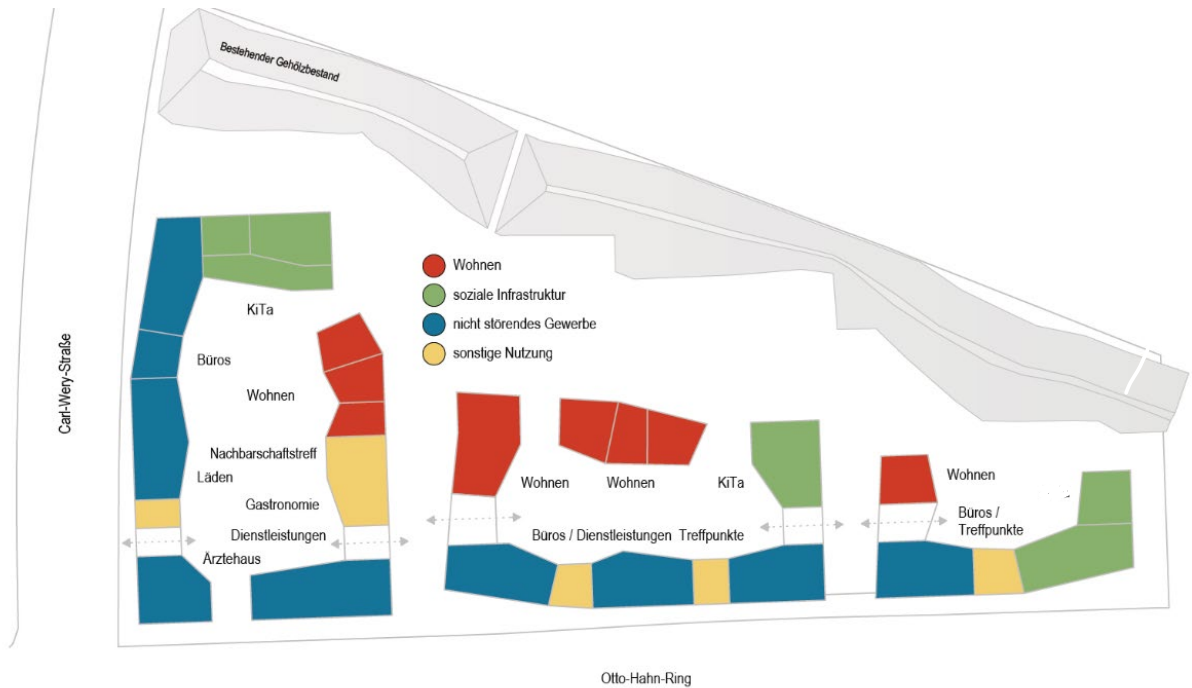 Bestehender Gehölzbestand
Carl-Wery-Straße
Wohnen
soziale Infrastruktur
nicht störendes Gewerbe
sonstige Nutzung
KiTa
Büros
Wohnen
Nachbarschaftstreff
Läden
Gastronomie
Dienstleistungen
Ärztehaus
Wohnen
Wohnen
KiTa
Büros / Dienstleistungen Treffpunkte
Wohnen
Büros /
Treffpunkte
Otto-Hahn-Ring